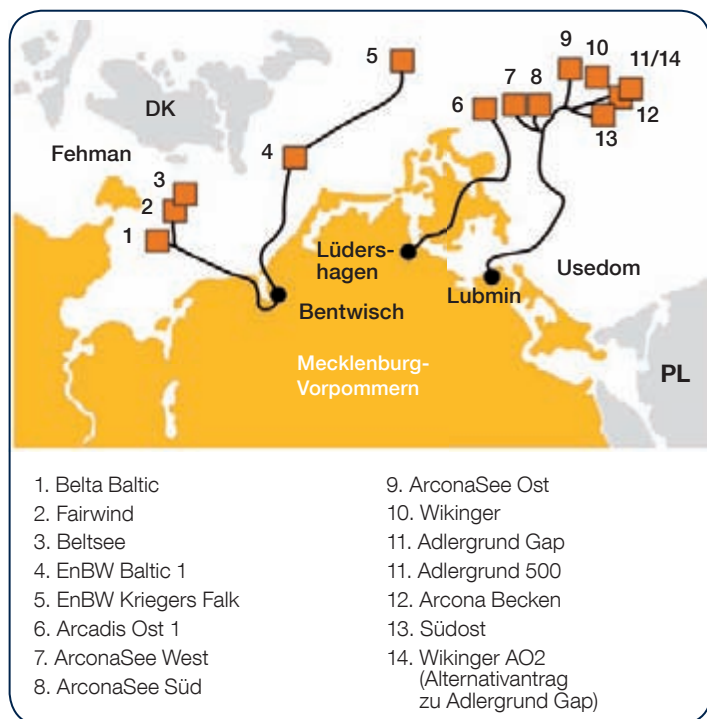 5
9
10
11/14
DK
7
8
6
12
13
4
Fehman
3
2
1
Lüders-
hagen
Usedom
Lubmin
Bentwisch
Mecklenburg-
Vorpommern
PL
1. Belta Baltic
2. Fairwind
3. Beltsee
4. EnBW Baltic 1
5. EnBW Kriegers Falk
6. Arcadis Ost 1
7. ArconaSee West
8. ArconaSee Süd
9. ArconaSee Ost
10. Wikinger
11. Adlergrund Gap
11. Adlergrund 500
12. Arcona Becken
13. Südost
14. Wikinger AO2
(Alternativantrag
zu Adlergrund Gap)